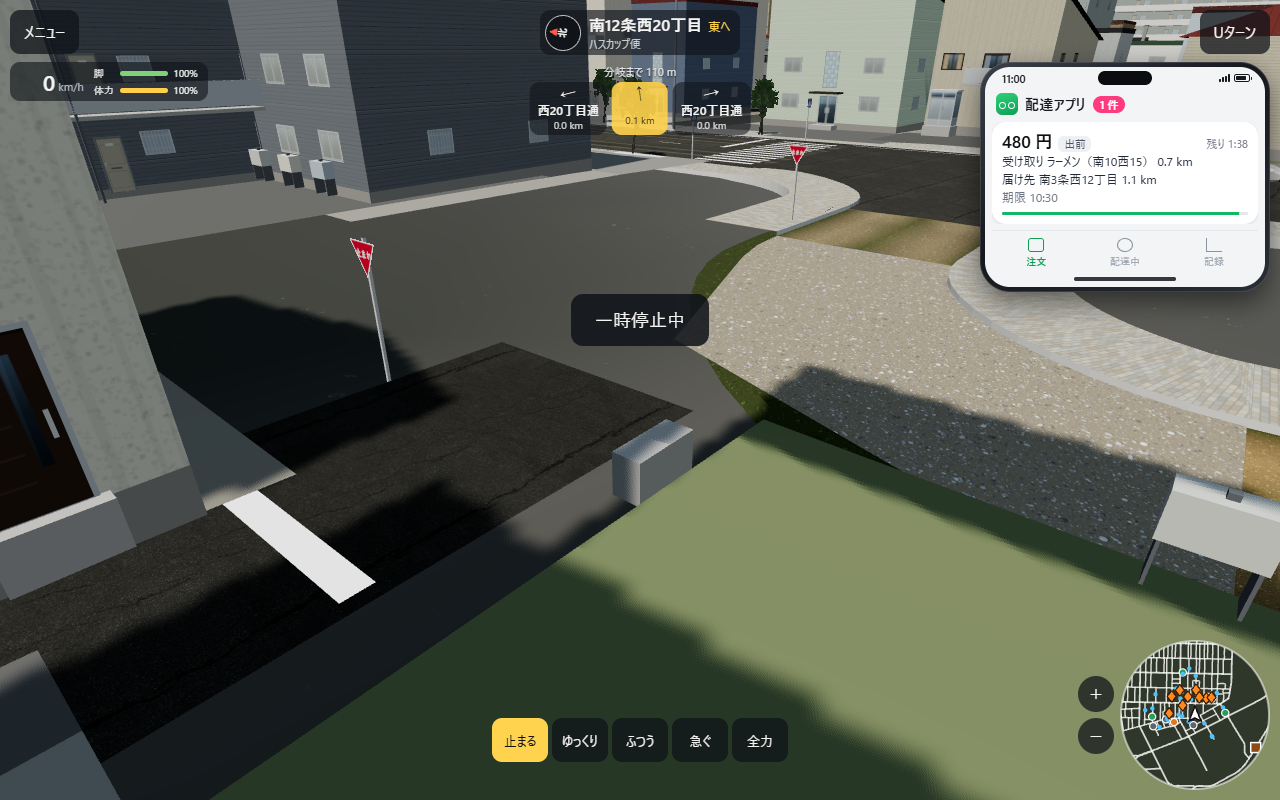 メニュー
0 km/h
脚 100%
体力 100%
南12条西20丁目 東へ
ハスカップ便
分岐まで 110 m
← 西20丁目通 0.0 km
↑ 0.1 km
→ 西20丁目通 0.0 km
Uターン
11:00
配達アプリ 1 件
480 円 出前 残り 1:38
受け取り ラーメン（南10西15） 0.7 km
届け先 南3条西12丁目 1.1 km
期限 10:30
注文 配達中 記録
一時停止中
止まる ゆっくり ふつう 急ぐ 全力
+
−